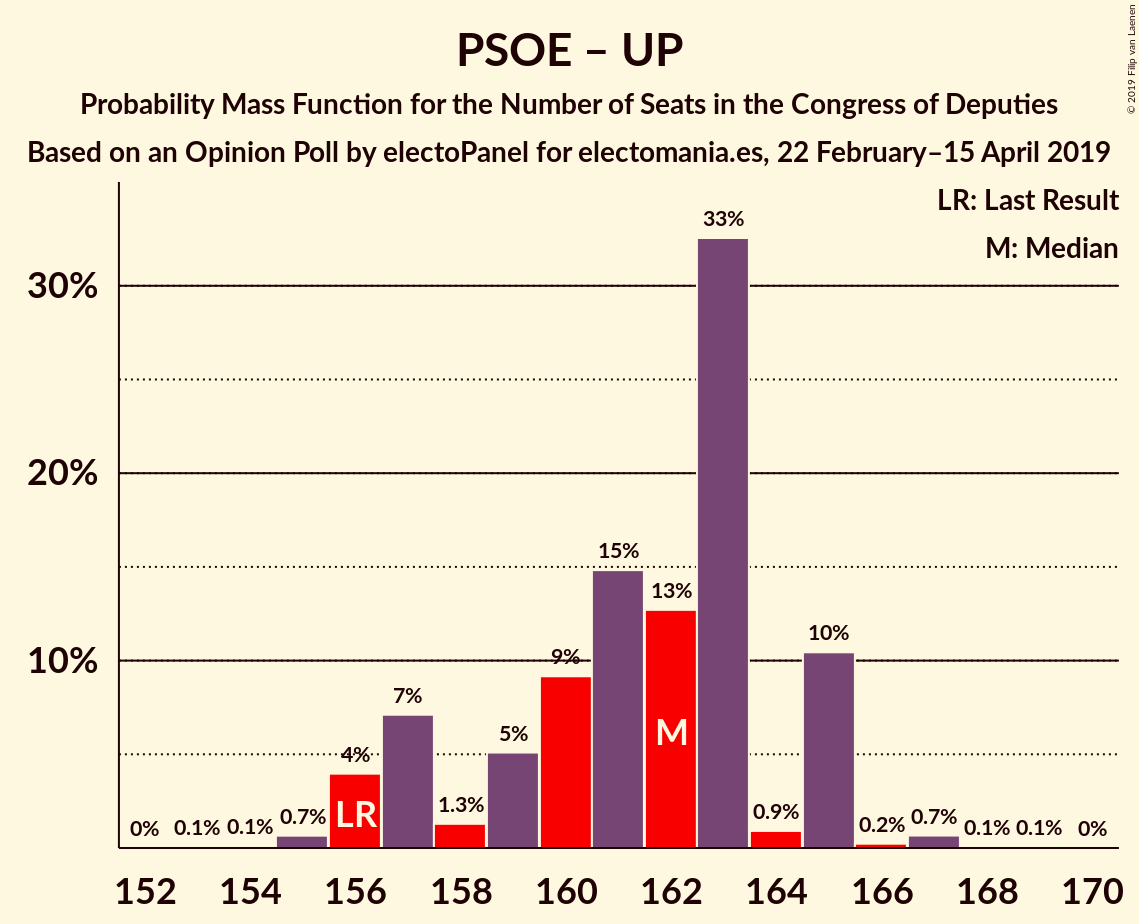 PSOE – UP
Probability Mass Function for the Number of Seats in the Congress of Deputies
Based on an Opinion Poll by electoPanel for electomania.es, 22 February–15 April 2019
© 2019 Filip van Laenen
LR: Last Result
M: Median
30%
20%
10%
0%
0.1%
0.1%
0.7%
4%
7%
1.3%
5%
9%
15%
13%
33%
0.9%
10%
0.2%
0.7%
0.1%
0.1%
0%
LR
M
152 154 156 158 160 162 164 166 168 170